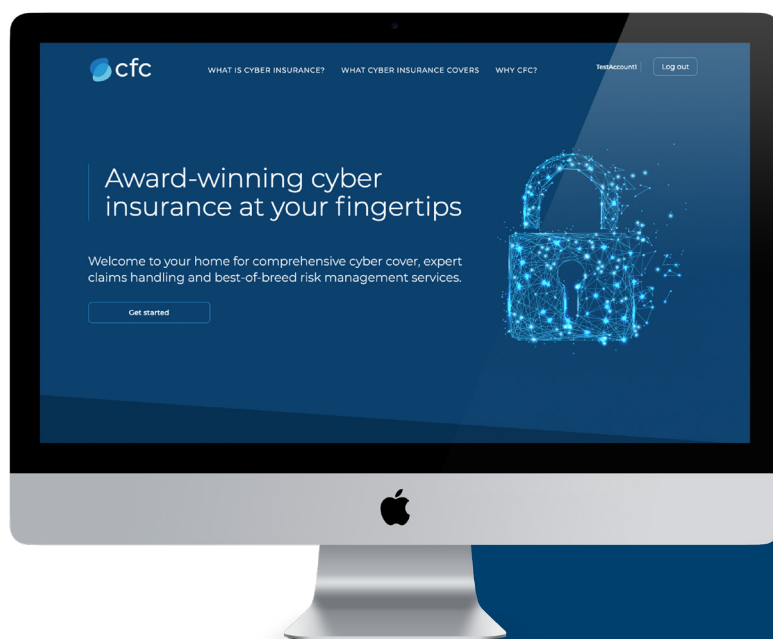 cfc
WHAT IS CYBER INSURANCE?
WHAT CYBER INSURANCE COVERS
WHY CFC?
TestAccount1
Log out
Award-winning cyber
insurance at your fingertips
Welcome to your home for comprehensive cyber cover, expert
claims handling and best-of-breed risk management services.
Get started